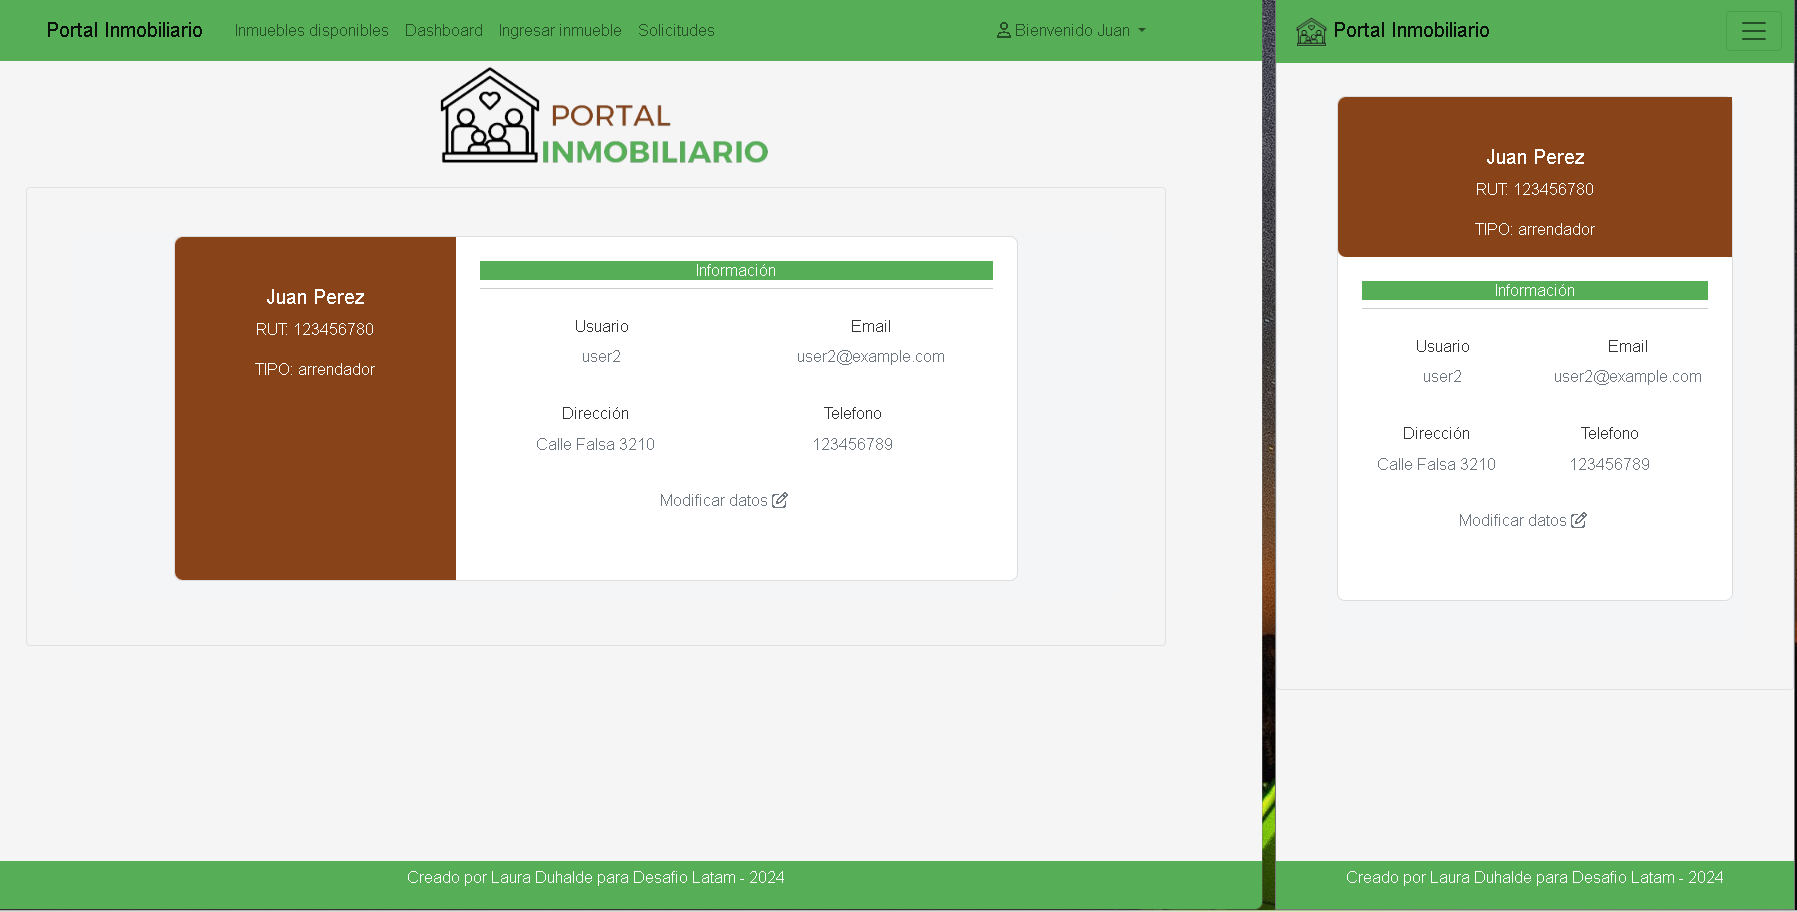 Portal Inmobiliario
Inmuebles disponibles Dashboard Ingresar inmueble Solicitudes
Bienvenido Juan
PORTAL
INMOBILIARIO
Juan Perez
RUT: 123456780
TIPO: arrendador
Información
Usuario Email
user2 user2@example.com
Dirección Telefono
Calle Falsa 3210 123456789
Modificar datos
Creado por Laura Duhalde para Desafio Latam - 2024
Portal Inmobiliario
Juan Perez
RUT: 123456780
TIPO: arrendador
Información
Usuario Email
user2 user2@example.com
Dirección Telefono
Calle Falsa 3210 123456789
Modificar datos
Creado por Laura Duhalde para Desafio Latam - 2024